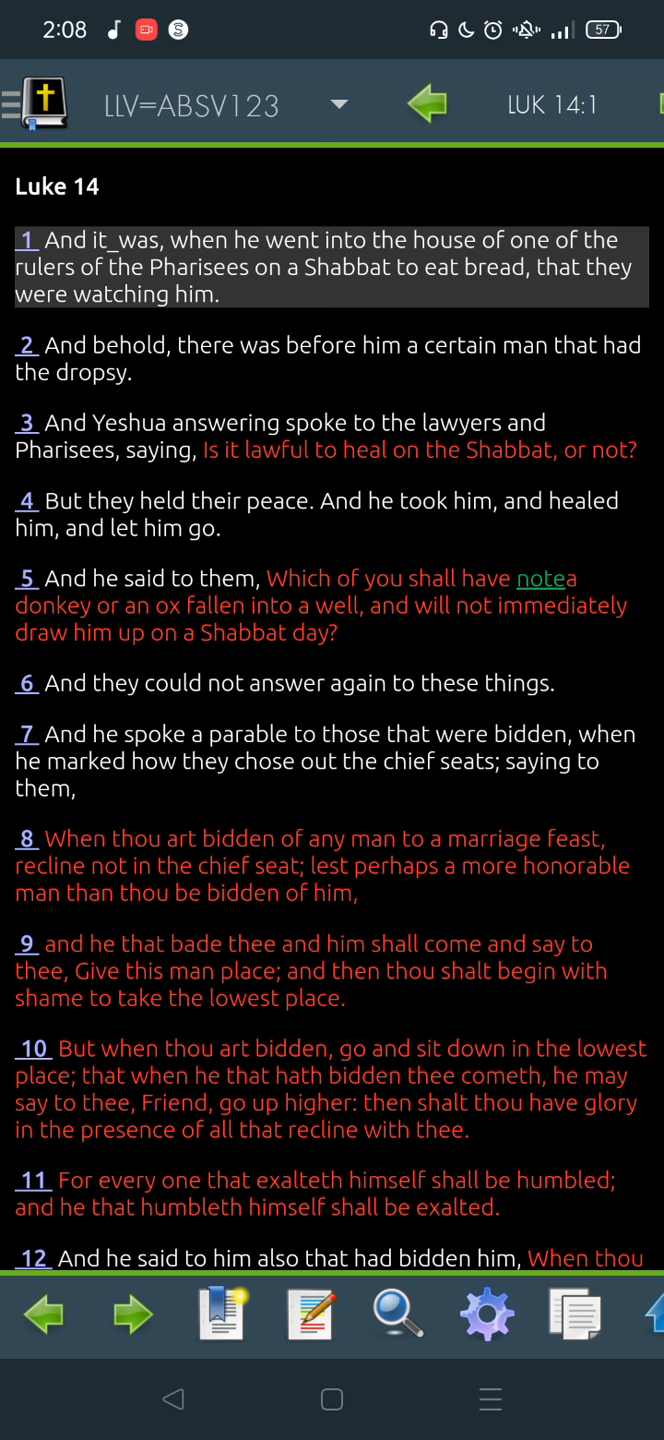 2:08
57
LLV=ABSV123
LUK 14:1
Luke 14
1 And it_was, when he went into the house of one of the
rulers of the Pharisees on a Shabbat to eat bread, that they
were watching him.
2 And behold, there was before him a certain man that had
the dropsy.
3 And Yeshua answering spoke to the lawyers and
Pharisees, saying, Is it lawful to heal on the Shabbat, or not?
4 But they held their peace. And he took him, and healed
him, and let him go.
5 And he said to them, Which of you shall have notea
donkey or an ox fallen into a well, and will not immediately
draw him up on a Shabbat day?
6 And they could not answer again to these things.
7 And he spoke a parable to those that were bidden, when
he marked how they chose out the chief seats; saying to
them,
8 When thou art bidden of any man to a marriage feast,
recline not in the chief seat; lest perhaps a more honorable
man than thou be bidden of him,
9 and he that bade thee and him shall come and say to
thee, Give this man place; and then thou shalt begin with
shame to take the lowest place.
10 But when thou art bidden, go and sit down in the lowest
place; that when he that hath bidden thee cometh, he may
say to thee, Friend, go up higher: then shalt thou have glory
in the presence of all that recline with thee.
11 For every one that exalteth himself shall be humbled;
and he that humbleth himself shall be exalted.
12 And he said to him also that had bidden him, When thou